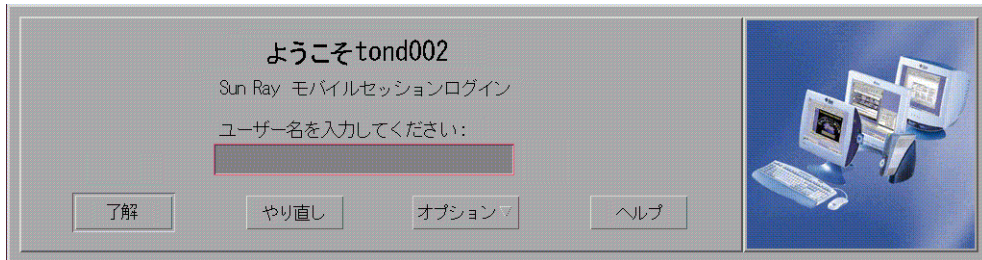 ようこそtond002
Sun Ray モバイルセッションログイン
ユーザー名を入力してください:
了解 やり直し オプション ヘルプ